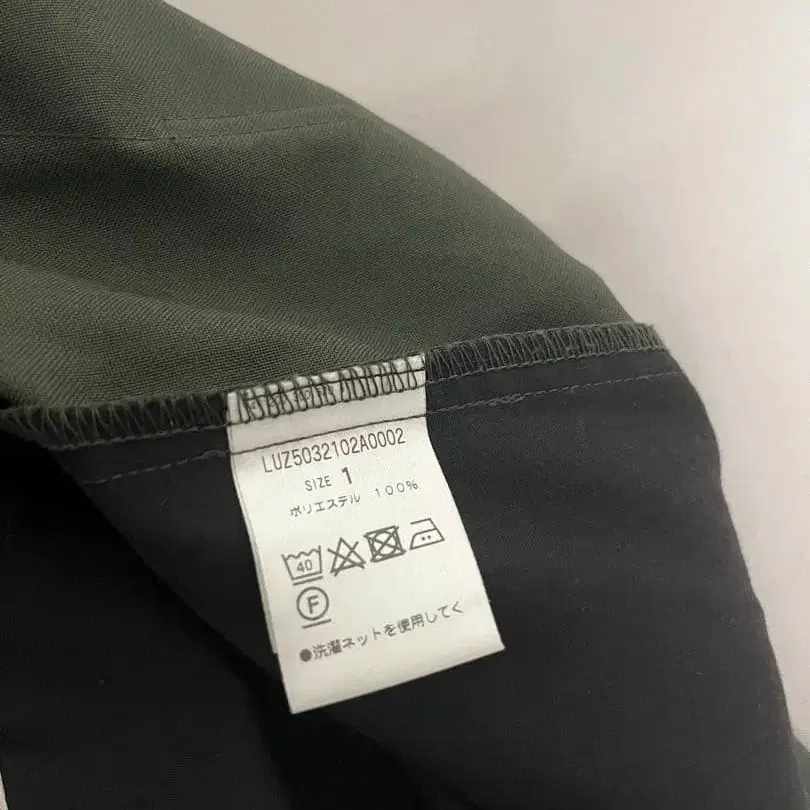 LUZ5032102A0002
SIZE 1
ポリエステル 100%
40
F
●洗濯ネットを使用してく